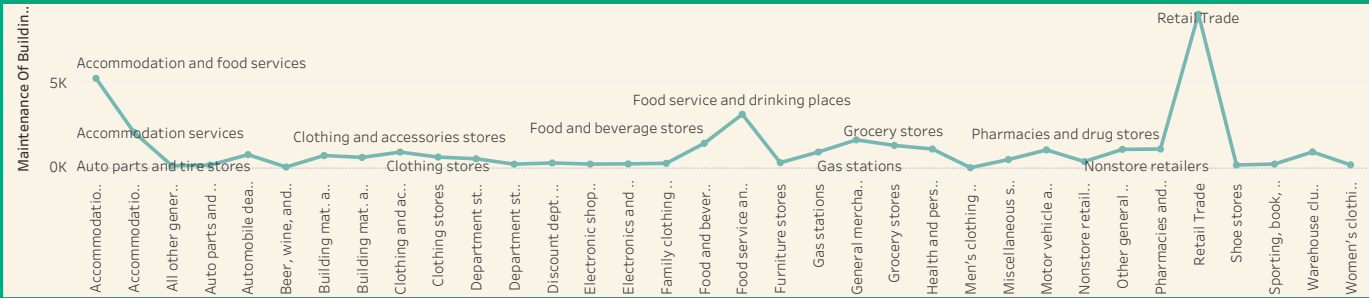 Maintenance Of Buildin..
5K
0K
Retail Trade
Accommodation and food services
Food service and drinking places
Food and beverage stores
Accommodation services
Clothing and accessories stores
Grocery stores
Pharmacies and drug stores
Auto parts and tire stores
Clothing stores
Gas stations
Nonstore retailers
Accommodatio..
Accommodatio..
All other gener..
Auto parts and ..
Automobile dea..
Beer, wine, and..
Building mat. a..
Building mat. a..
Clothing and ac..
Clothing stores
Department st..
Department st..
Discount dept. ..
Electronic shop..
Electronics and ..
Family clothing ..
Food and bever..
Food service an..
Furniture stores
Gas stations
General mercha..
Grocery stores
Health and pers..
Men's clothing ..
Miscellaneous s..
Motor vehicle a..
Nonstore retail..
Other general ..
Pharmacies and..
Retail Trade
Shoe stores
Sporting, book, ..
Warehouse clu..
Women's clothi..